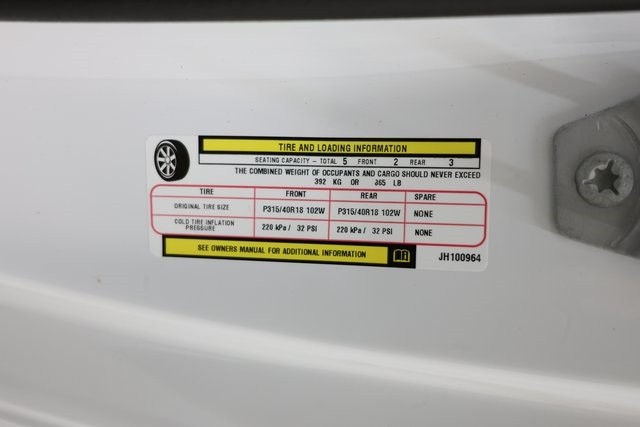 TIRE AND LOADING INFORMATION
SEATING CAPACITY – TOTAL 5 FRONT 2 REAR 3
THE COMBINED WEIGHT OF OCCUPANTS AND CARGO SHOULD NEVER EXCEED
392 KG OR 865 LB
TIRE FRONT REAR SPARE
ORIGINAL TIRE SIZE P315/40R18 102W P315/40R18 102W NONE
COLD TIRE INFLATION
PRESSURE 220 kPa / 32 PSI 220 kPa / 32 PSI NONE
SEE OWNERS MANUAL FOR ADDITIONAL INFORMATION
JH100964